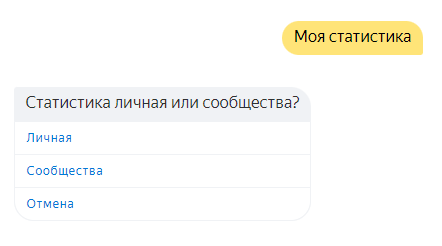 Моя статистика
Статистика личная или сообщества?
Личная
Сообщества
Отмена